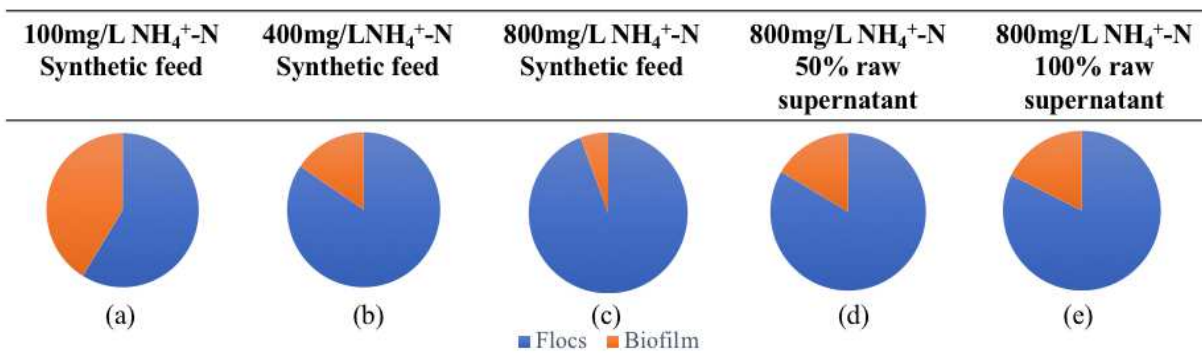 100mg/L NH₄⁺-N
Synthetic feed
400mg/LNH₄⁺-N
Synthetic feed
800mg/L NH₄⁺-N
Synthetic feed
800mg/L NH₄⁺-N
50% raw
supernatant
800mg/L NH₄⁺-N
100% raw
supernatant
(a)
(b)
(c)
(d)
(e)
Flocs Biofilm